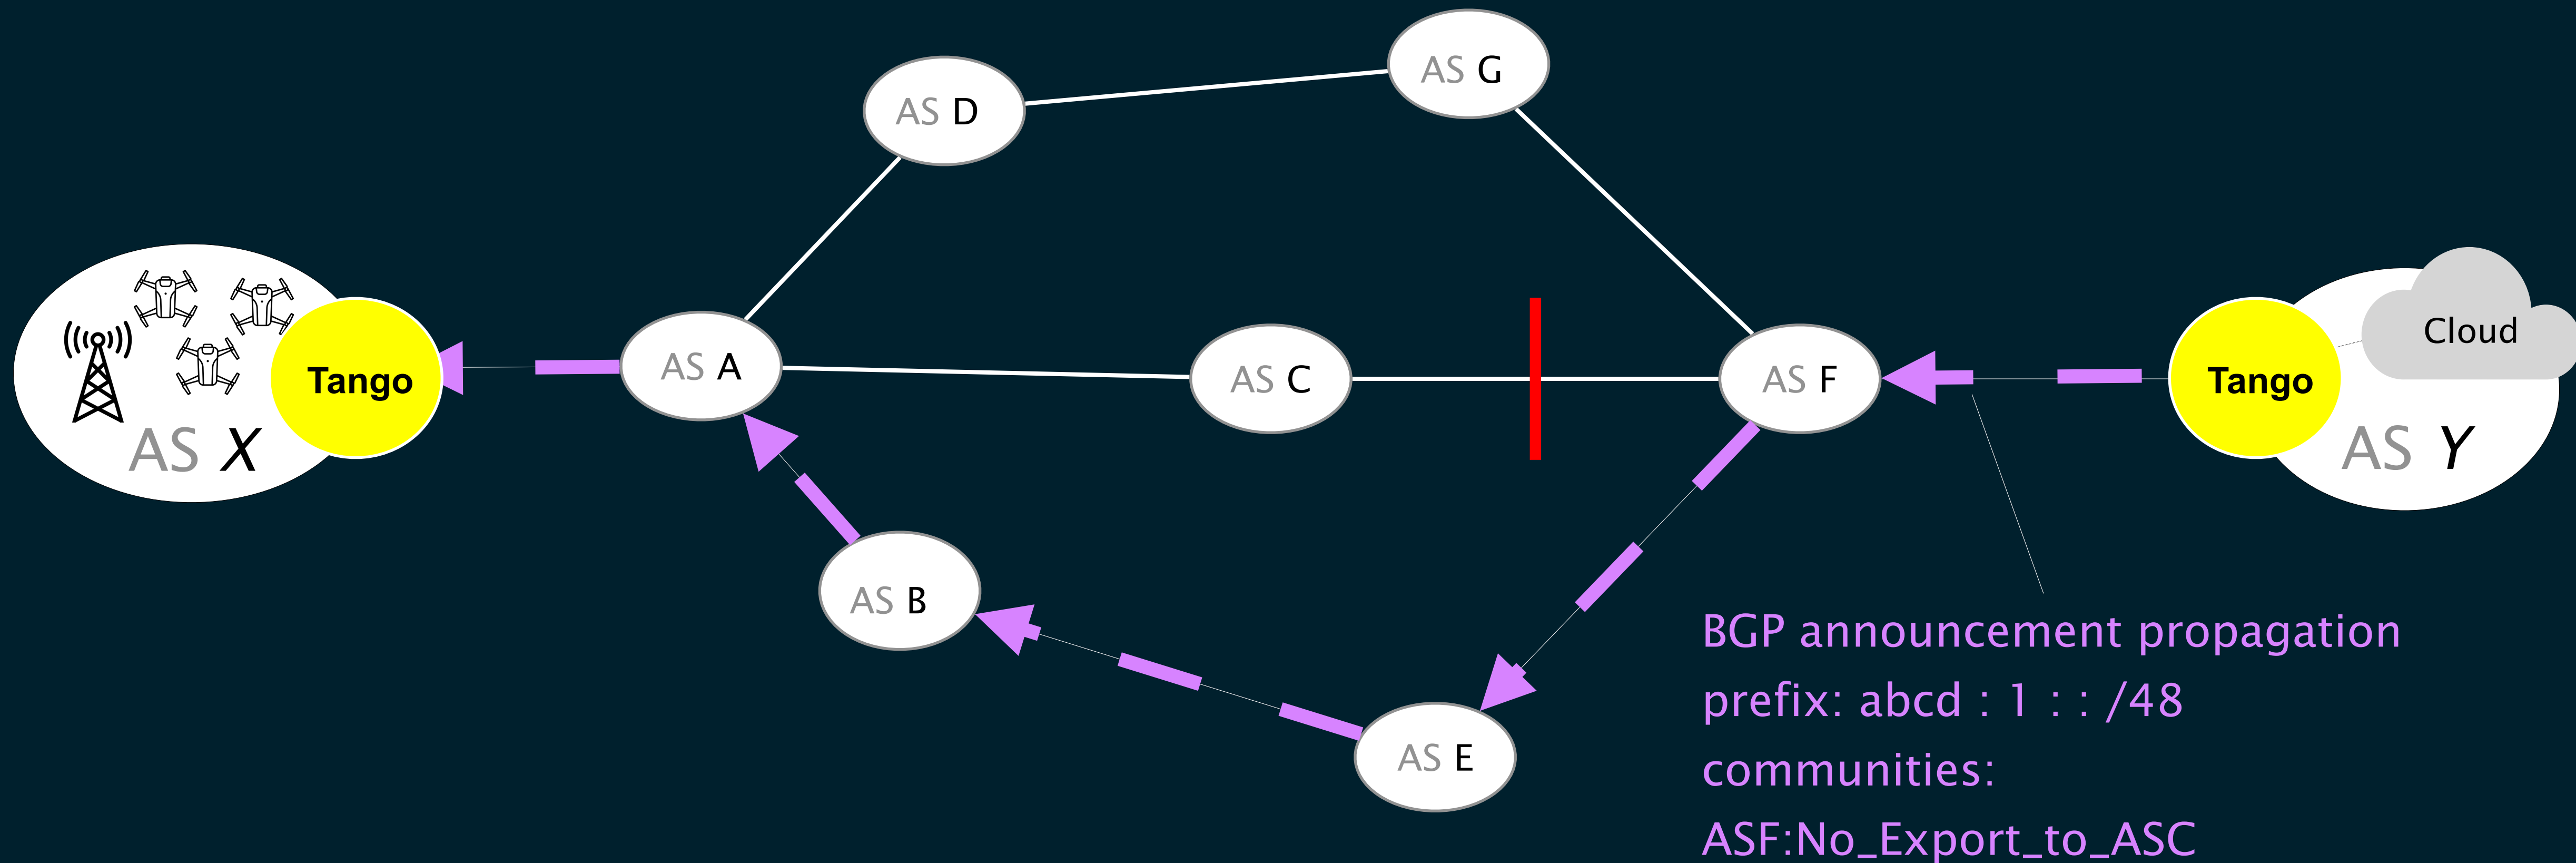 AS G
AS D
Cloud
Tango
AS A
AS C
AS F
Tango
AS X
AS Y
AS B
BGP announcement propagation
prefix: abcd : 1 : : /48
AS E
communities:
ASF:No_Export_to_ASC